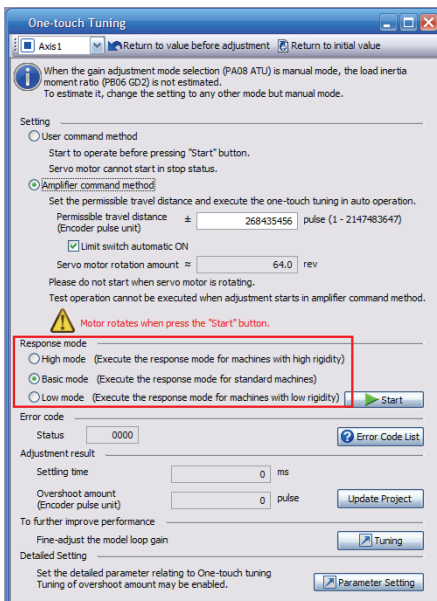 One-touch Tuning
Axis1 Return to value before adjustment Return to initial value
When the gain adjustment mode selection (PA08 ATU) is manual mode, the load inertia
moment ratio (PB06 GD2) is not estimated.
To estimate it, change the setting to any other mode but manual mode.
Setting
User command method
Start to operate before pressing "Start" button.
Servo motor cannot start in stop status.
Amplifier command method
Set the permissible travel distance and execute the one-touch tuning in auto operation.
Permissible travel distance ± 268435456 pulse (1 - 2147483647)
(Encoder pulse unit)
Limit switch automatic ON
Servo motor rotation amount ≈ 64.0 rev
Please do not start when servo motor is rotating.
Test operation cannot be executed when adjustment starts in amplifier command method.
Motor rotates when press the "Start" button.
Response mode
High mode (Execute the response mode for machines with high rigidity)
Basic mode (Execute the response mode for standard machines)
Low mode (Execute the response mode for machines with low rigidity) Start
Error code
Status 0000 Error Code List
Adjustment result
Settling time 0 ms
Overshoot amount 0 pulse Update Project
(Encoder pulse unit)
To further improve performance
Fine-adjust the model loop gain Tuning
Detailed Setting
Set the detailed parameter relating to One-touch tuning
Tuning of overshoot amount may be enabled. Parameter Setting